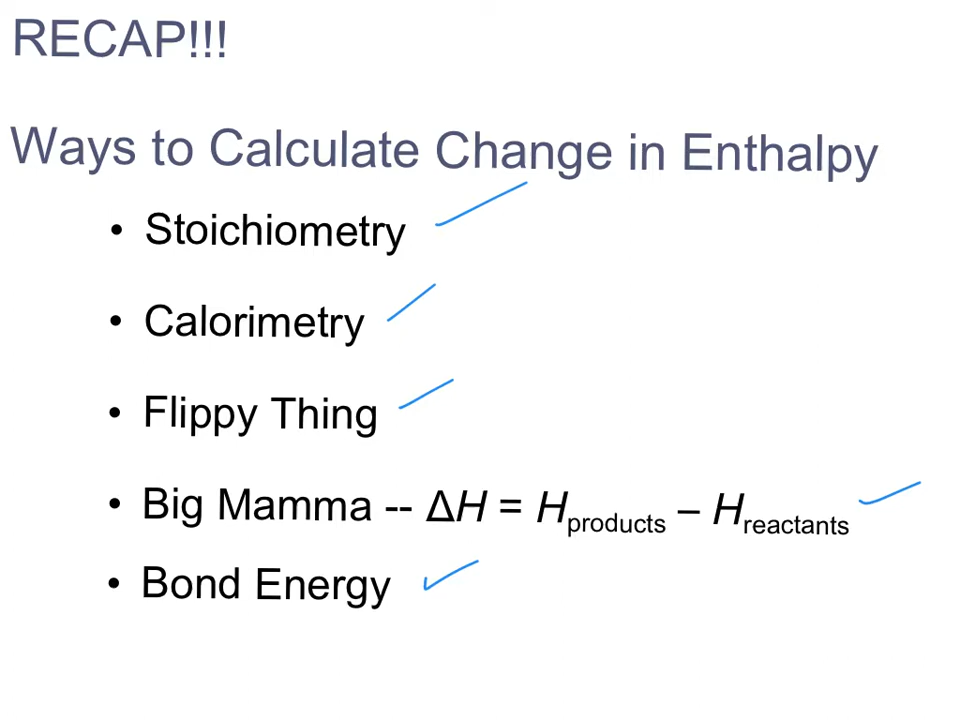 RECAP!!!
Ways to Calculate Change in Enthalpy
• Stoichiometry
• Calorimetry
• Flippy Thing
• Big Mamma -- ΔH = Hproducts – Hreactants
• Bond Energy